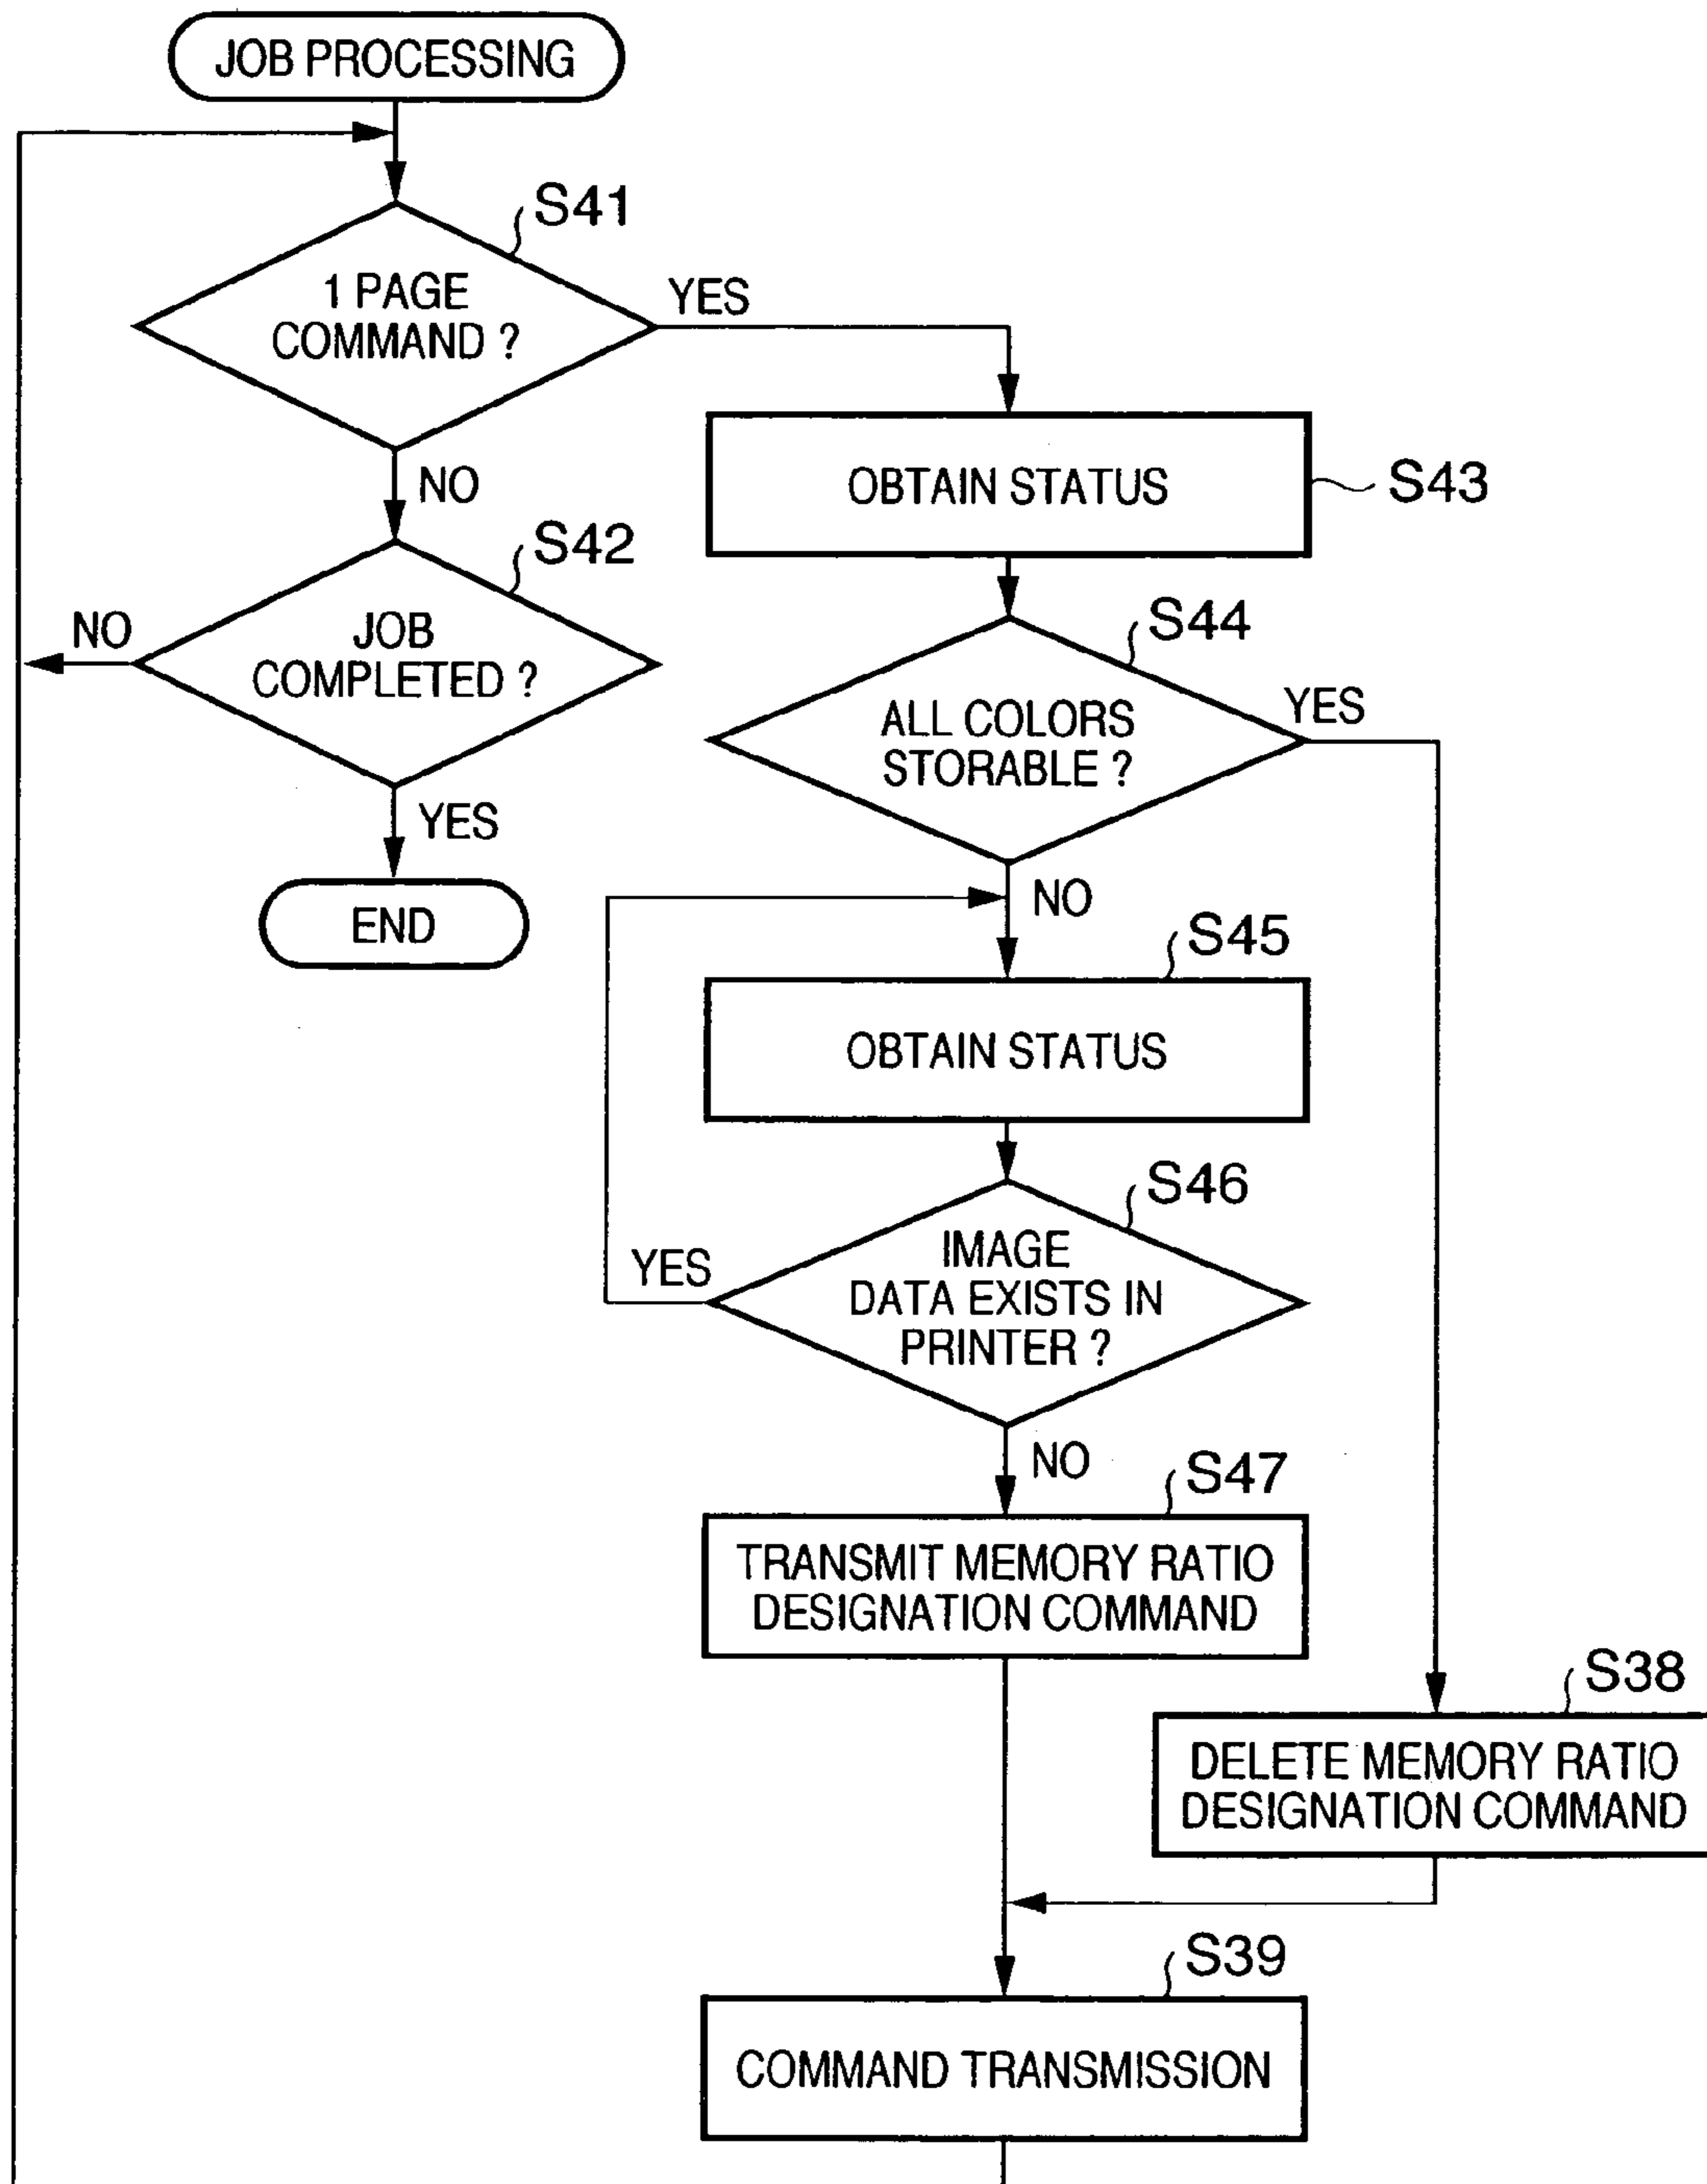 JOB PROCESSING
S41
1 PAGE
COMMAND ?
YES
NO
OBTAIN STATUS
S43
S42
JOB
COMPLETED ?
NO
YES
END
S44
ALL COLORS
STORABLE ?
YES
NO
S45
OBTAIN STATUS
S46
IMAGE
DATA EXISTS IN
PRINTER ?
YES
NO
S47
TRANSMIT MEMORY RATIO
DESIGNATION COMMAND
S38
DELETE MEMORY RATIO
DESIGNATION COMMAND
S39
COMMAND TRANSMISSION